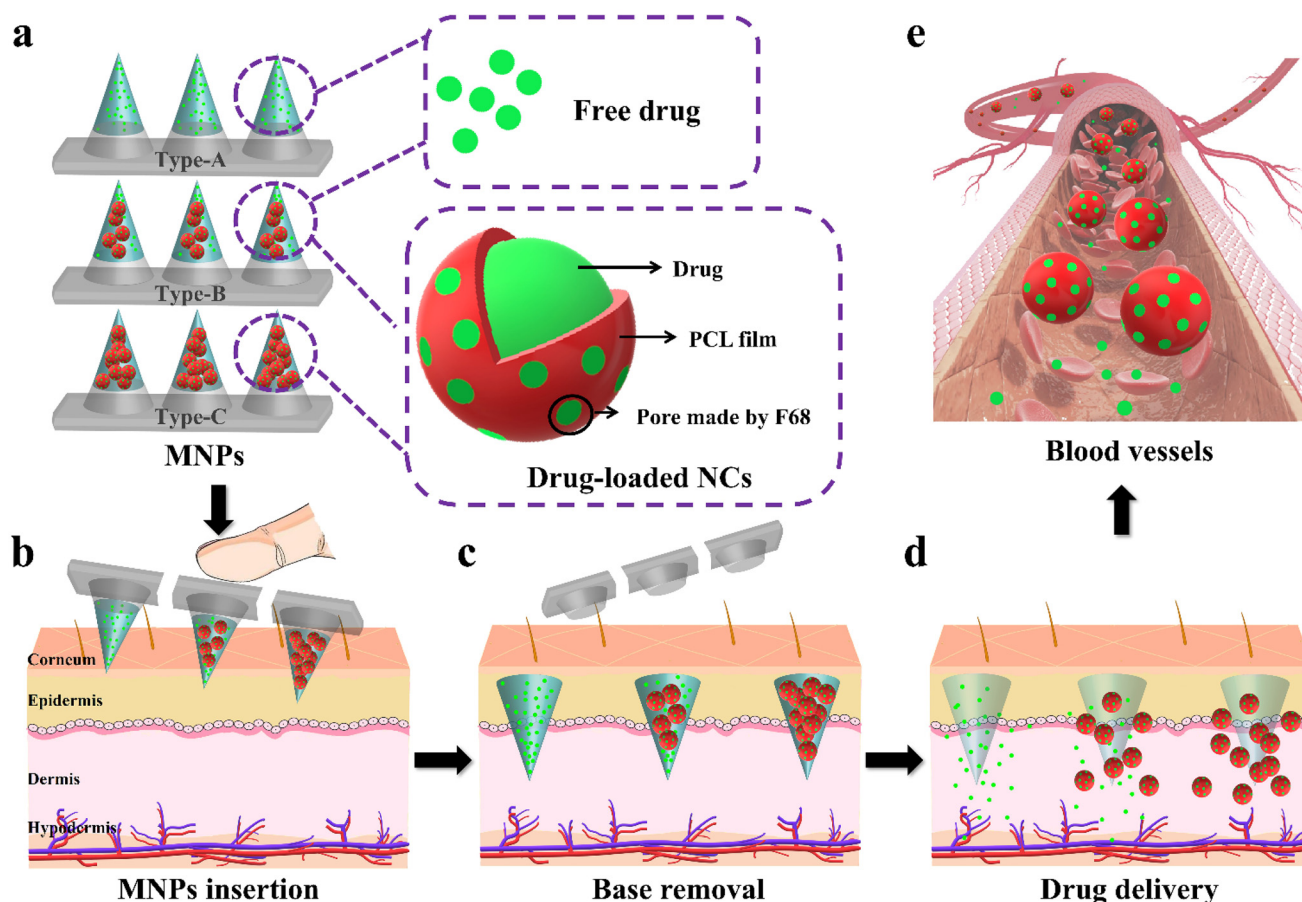 a
Type-A
Type-B
Type-C
MNPs
Free drug
Drug
PCL film
Pore made by F68
Drug-loaded NCs
e
Blood vessels
b
Corneum
Epidermis
Dermis
Hypodermis
MNPs insertion
c
Base removal
d
Drug delivery